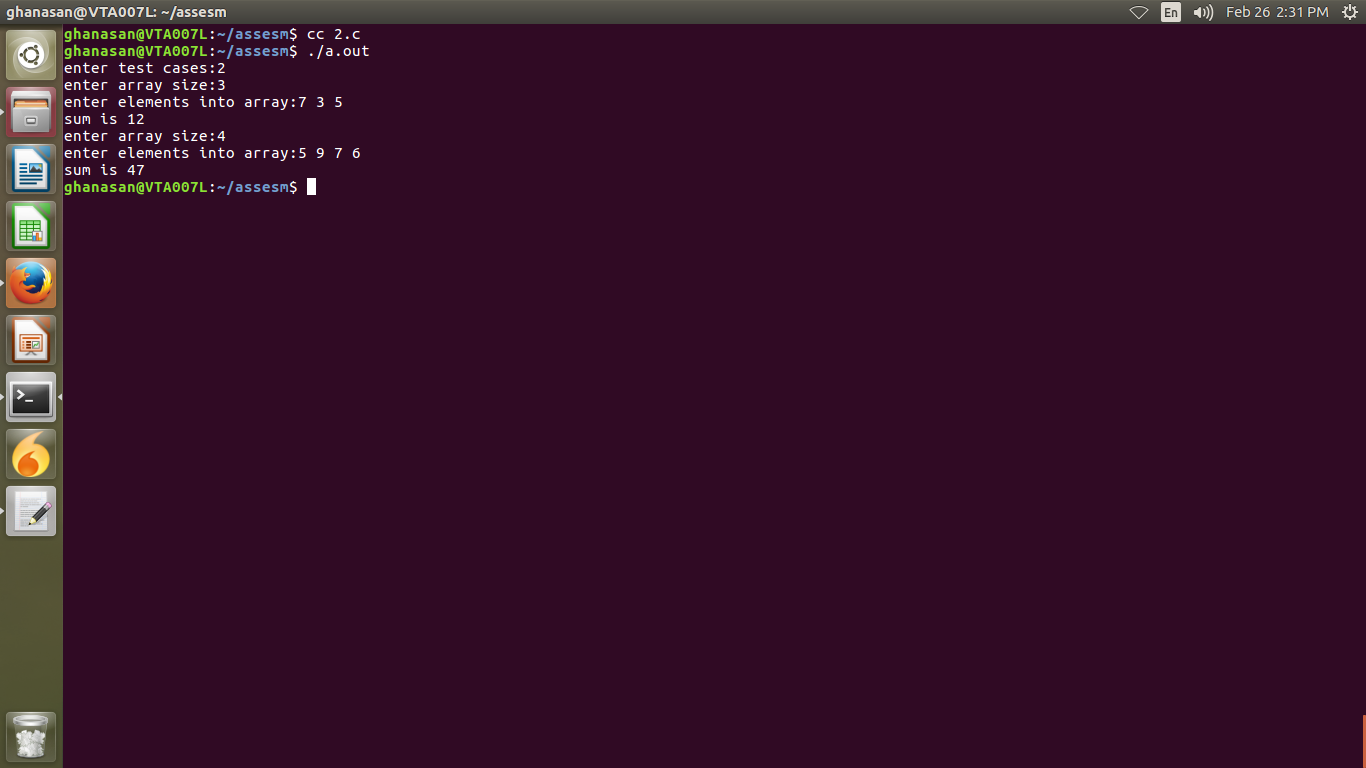 ghanasan@VTA007L: ~/assesm
En
Feb 26 2:31 PM
ghanasan@VTA007L:~/assesm$ cc 2.c
ghanasan@VTA007L:~/assesm$ ./a.out
enter test cases:2
enter array size:3
enter elements into array:7 3 5
sum is 12
enter array size:4
enter elements into array:5 9 7 6
sum is 47
ghanasan@VTA007L:~/assesm$